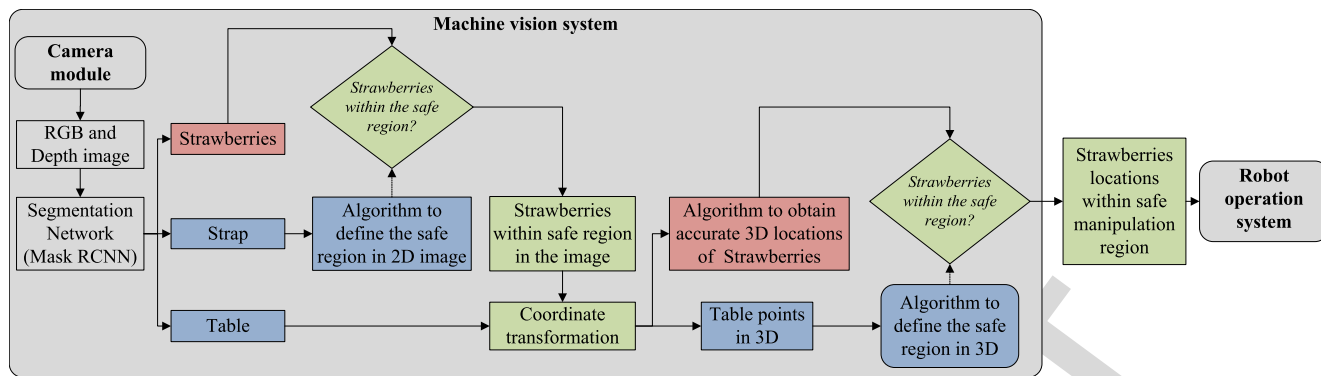 Machine vision system
Camera
module
RGB and
Depth image
Segmentation
Network
(Mask RCNN)
Strawberries
Strap
Table
Strawberries
within the safe
region?
Algorithm to
define the safe
region in 2D image
Strawberries
within safe region
in the image
Coordinate
transformation
Algorithm to obtain
accurate 3D locations
of Strawberries
Table points
in 3D
Strawberries
within the safe
region?
Algorithm to
define the safe
region in 3D
Strawberries
locations
within safe
manipulation
region
Robot
operation
system